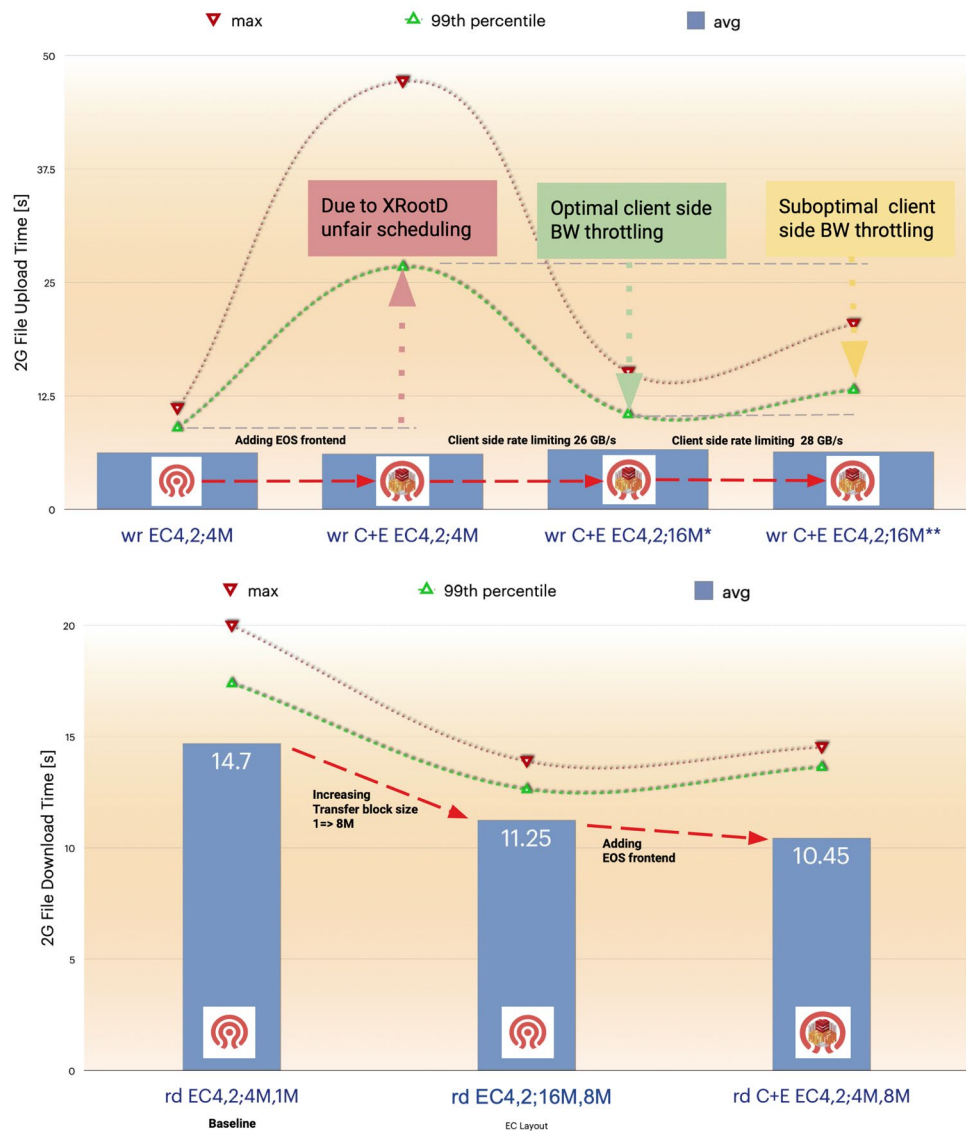 max 99th percentile avg
50
37.5
25
12.5
0
2G File Upload Time [s]
Due to XRootD
unfair scheduling
Optimal client side
BW throttling
Suboptimal client
side BW throttling
Adding EOS frontend
Client side rate limiting 26 GB/s
Client side rate limiting 28 GB/s
wr EC4,2;4M
wr C+E EC4,2;4M
wr C+E EC4,2;16M*
wr C+E EC4,2;16M**
max 99th percentile avg
20
15
10
5
0
2G File Download Time [s]
14.7
Increasing
Transfer block size
1=> 8M
11.25
Adding
EOS frontend
10.45
rd EC4,2;4M,1M
rd EC4,2;16M,8M
rd C+E EC4,2;4M,8M
Baseline
EC Layout